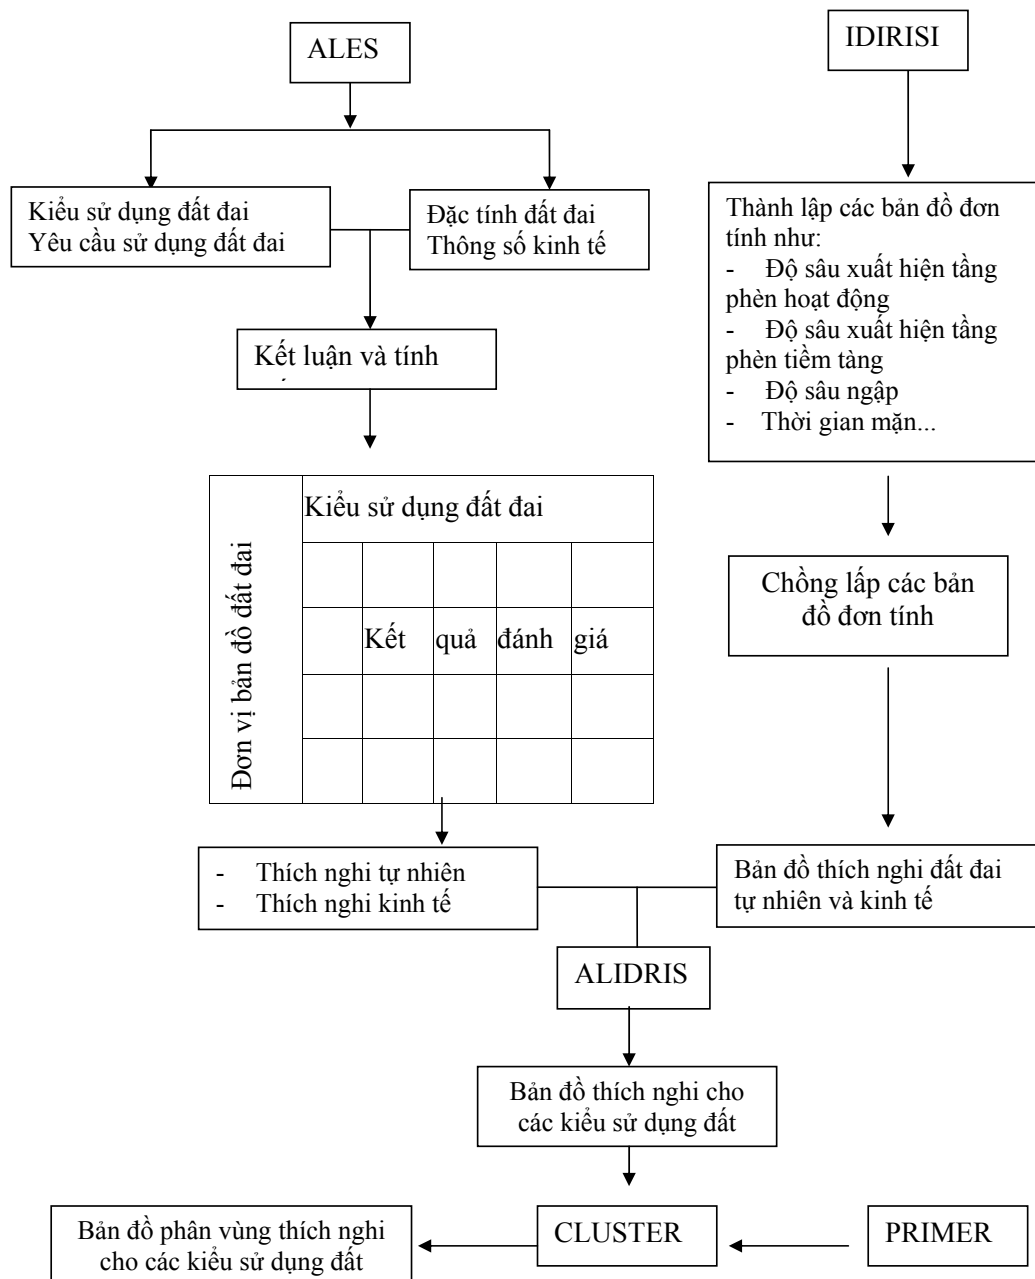 ALES
IDIRISI
Kiểu sử dụng đất đai
Yêu cầu sử dụng đất đai
Đặc tính đất đai
Thông số kinh tế
Thành lập các bản đồ đơn
tính như:
- Độ sâu xuất hiện tầng
phèn hoạt động
- Độ sâu xuất hiện tầng
phèn tiềm tàng
- Độ sâu ngập
- Thời gian mặn...
Kết luận và tính
Kiểu sử dụng đất đai
Đơn vị bản đồ đất đai
Kết quả đánh giá
Chồng lấp các bản
đồ đơn tính
- Thích nghi tự nhiên
- Thích nghi kinh tế
Bản đồ thích nghi đất đai
tự nhiên và kinh tế
ALIDRIS
Bản đồ thích nghi cho
các kiểu sử dụng đất
Bản đồ phân vùng thích nghi
cho các kiểu sử dụng đất
CLUSTER
PRIMER